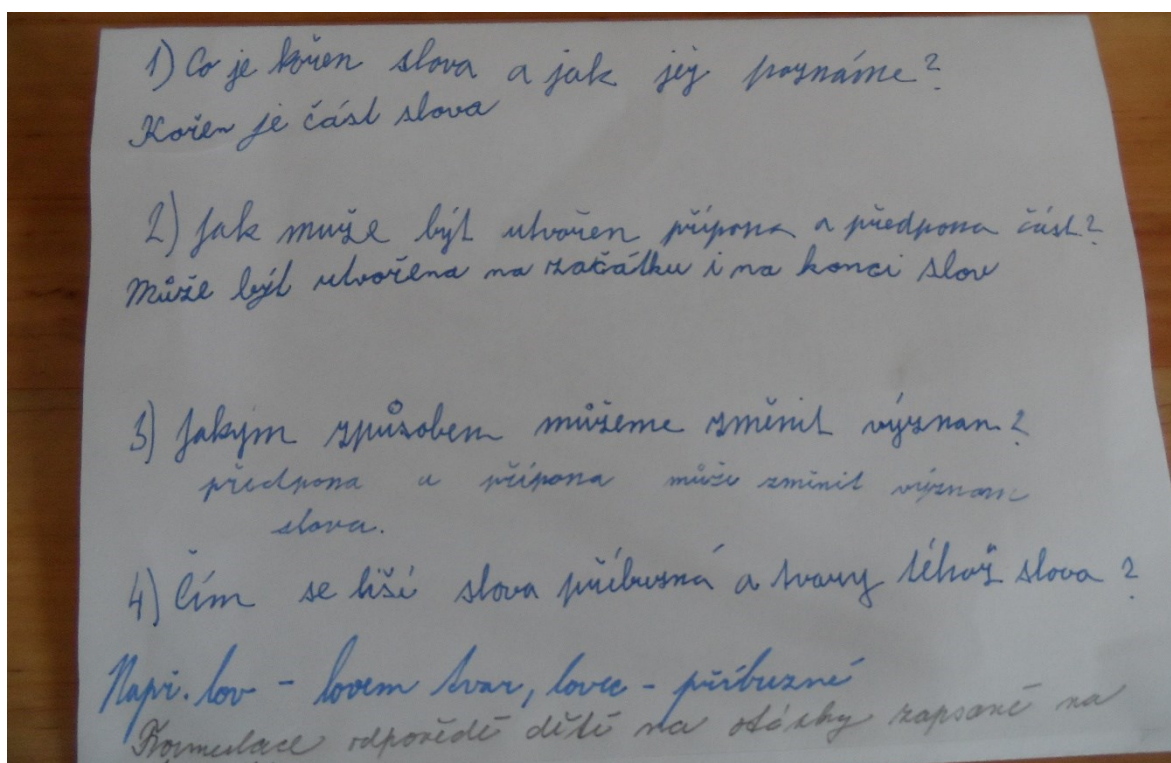 1) Co je kořen slova a jak jej poznáme?
Kořen je část slova
2) Jak muže být utvořen přípona a předpona část?
Může být utvořena na začátku i na konci slov
3) Jakým způsobem můžeme změnit význam?
předpona a přípona může změnit význam
slova.
4) Čím se liší slova příbuzná a tvary téhož slova?
Např. lov - lovem tvar, lovec - příbuzné
Formulace odpovědě dětě na otázky zapsané na